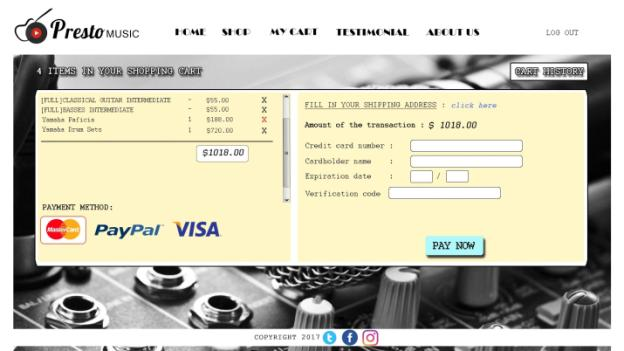 Presto MUSIC
HOME SHOP MY CART TESTIMONIAL ABOUT US LOG OUT
4 ITEMS IN YOUR SHOPPING CART
CART HISTORY
[FULL]CLASSICAL GUITAR INTERMEDIATE - $55.00 X
[FULL]BASSES INTERMEDIATE - $55.00 X
Yamaha Paficis 1 $188.00 X
Yamaha Drum Sets 1 $720.00 X
$1018.00
PAYMENT METHOD:
MasterCard PayPal VISA
FILL IN YOUR SHIPPING ADDRESS : click here
Amount of the transaction : $ 1018.00
Credit card number :
Cardholder name :
Expiration date : /
Verification code
PAY NOW
COPYRIGHT 2017